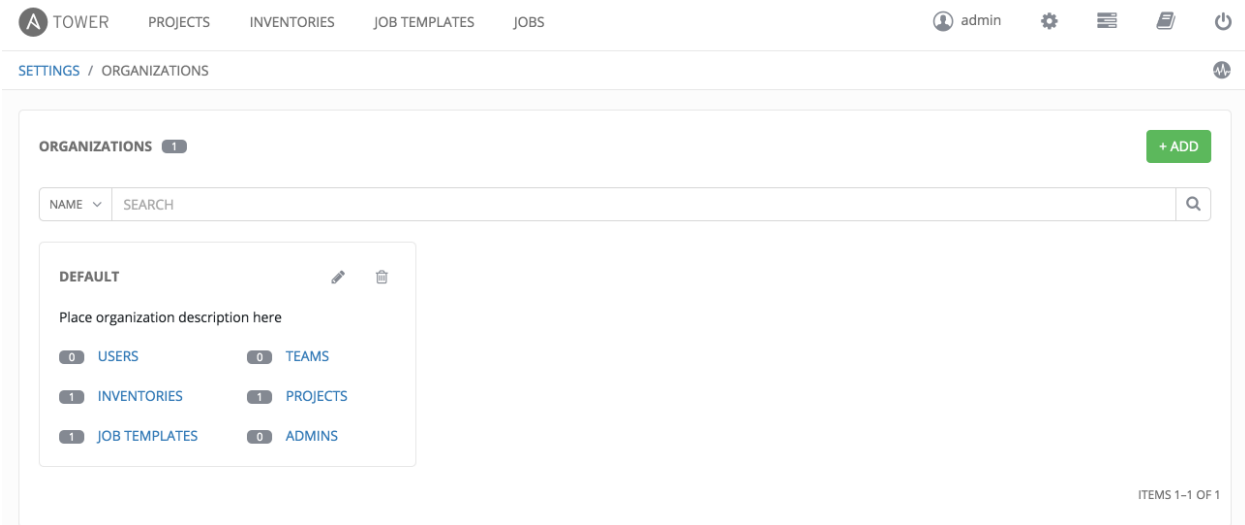 A TOWER PROJECTS INVENTORIES JOB TEMPLATES JOBS admin
SETTINGS / ORGANIZATIONS
ORGANIZATIONS 1 + ADD
NAME SEARCH
DEFAULT
Place organization description here
0 USERS 0 TEAMS
1 INVENTORIES 1 PROJECTS
1 JOB TEMPLATES 0 ADMINS
ITEMS 1–1 OF 1